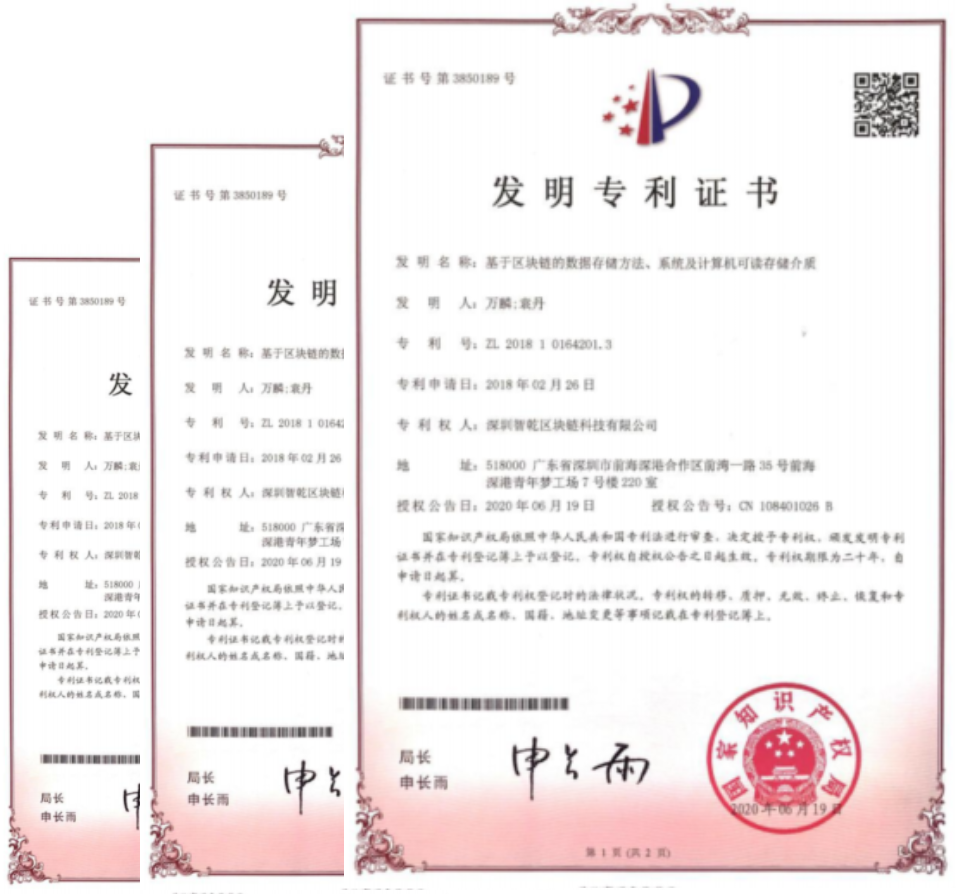 证书号第3850189号
发明专利证书
发明名称：基于区块链的数据存储方法、系统及计算机可读存储介质
发明人：万麟;袁丹
专利号：ZL 2018 1 0164201.3
专利申请日：2018年02月26日
专利权人：深圳智乾区块链科技有限公司
地址：518000 广东省深圳市前海深港合作区前湾一路35号前海
深港青年梦工场7号楼220室
授权公告日：2020年06月19日 授权公告号：CN 108401026 B
国家知识产权局依照中华人民共和国专利法进行审查，决定授予专利权，颁发发明专利
证书并在专利登记簿上予以登记。专利权自授权公告之日起生效。专利权期限为二十年，自
申请日起算。
专利证书记载专利权登记时的法律状况。专利权的转移、质押、无效、终止、恢复和专
利权人的姓名或名称、国籍、地址变更等事项记载在专利登记簿上。
局长
申长雨
申长雨
国家知识产权局
2020年06月19日
第1页(共2页)
证书号第3850189号
发明
发明名称：基于区块链的数
发明人：万麟;袁丹
专利号：ZL 2018 1 0164
专利申请日：2018年02月26
专利权人：深圳智乾区块链
地址：518000 广东省深
深港青年梦工场
授权公告日：2020年06月19
国家知识产权局依照中华人民
证书并在专利登记簿上予以登记。
申请日起算。
专利证书记载专利权登记时的
利权人的姓名或名称、国籍、地址
局长
申长雨
申长
证书号第3850189号
发
发明名称：基于区块
发明人：万麟;袁
专利号：ZL 2018
专利申请日：2018年
专利权人：深圳智乾
地址：518000
深港青年
授权公告日：2020年
国家知识产权局依照
证书并在专利登记簿上予
申请日起算。
专利证书记载专利权
利权人的姓名或名称、国
局长
申长雨